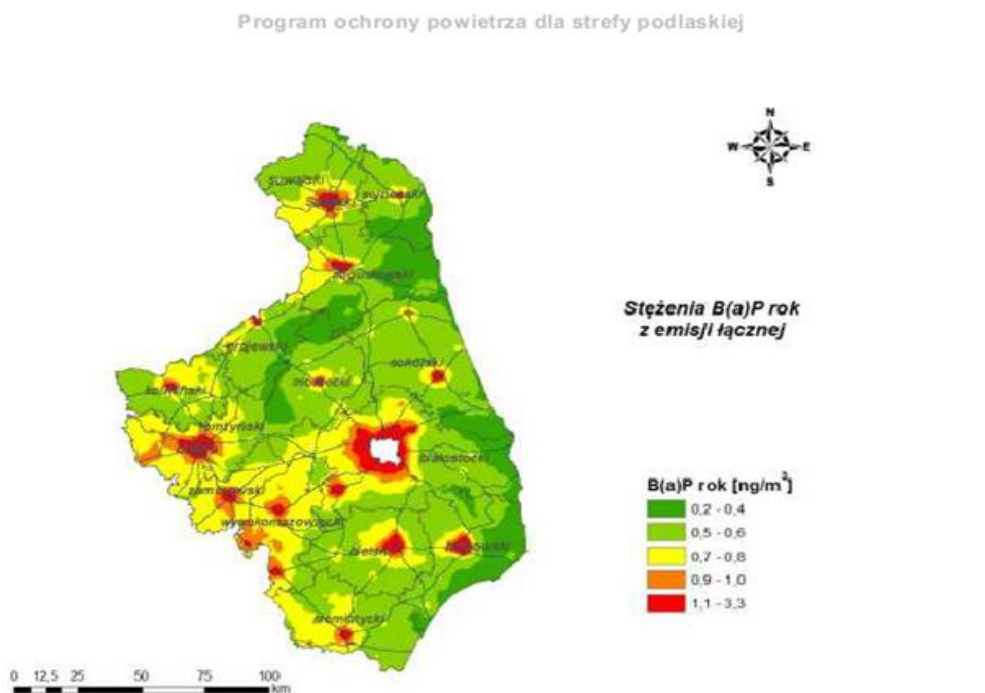 Program ochrony powietrza dla strefy podlaskiej
N
W E
S
suwalski
sejneński
augustowski
Stężenia B(a)P rok
z emisji łącznej
grajewski
moniecki
sokólski
kolneński
łomżyński
białostocki
zambrowski
wysokomazowiecki
bielski
hajnowski
siemiatycki
B(a)P rok [ng/m²]
0,2 - 0,4
0,5 - 0,6
0,7 - 0,8
0,9 - 1,0
1,1 - 3,3
0 12,5 25 50 75 100
km